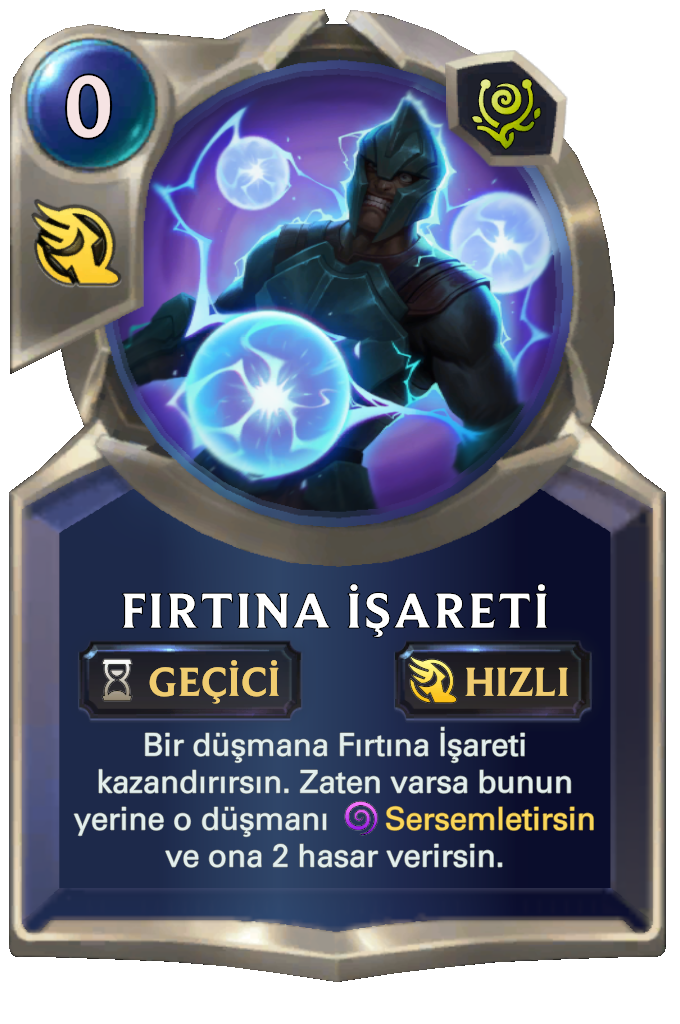 0
FIRTINA İŞARETİ
GEÇİCİ
HIZLI
Bir düşmana Fırtına İşareti
kazandırırsın. Zaten varsa bunun
yerine o düşmanı Sersemletirsin
ve ona 2 hasar verirsin.